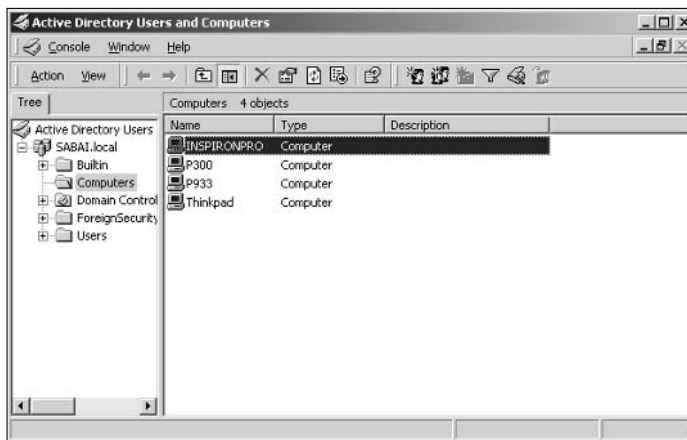 Active Directory Users and Computers
Console Window Help
Action View
Tree
Computers 4 objects
Active Directory Users
SABAI.local
Builtin
Computers
Domain Control
ForeignSecurity
Users
Name Type Description
INSPIRONPRO Computer
P300 Computer
P933 Computer
Thinkpad Computer